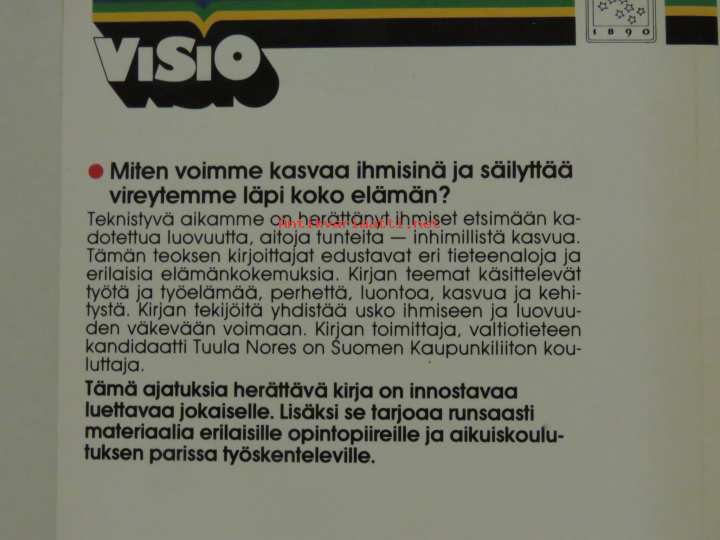 VISIO
1890
• Miten voimme kasvaa ihmisinä ja säilyttää
vireytemme läpi koko elämän?
Teknistyvä aikamme on herättänyt ihmiset etsimään ka-
dotettua luovuutta, aitoja tunteita — inhimillistä kasvua.
Tämän teoksen kirjoittajat edustavat eri tieteenaloja ja
erilaisia elämänkokemuksia. Kirjan teemat käsittelevät
työtä ja työelämää, perhettä, luontoa, kasvua ja kehi-
tystä. Kirjan tekijöitä yhdistää usko ihmiseen ja luovuu-
den väkevään voimaan. Kirjan toimittaja, valtiotieteen
kandidaatti Tuula Nores on Suomen Kaupunkiliiton kou-
luttaja.
Tämä ajatuksia herättävä kirja on innostavaa
luettavaa jokaiselle. Lisäksi se tarjoaa runsaasti
materiaalia erilaisille opintopiireille ja aikuiskoulu-
tuksen parissa työskenteleville.